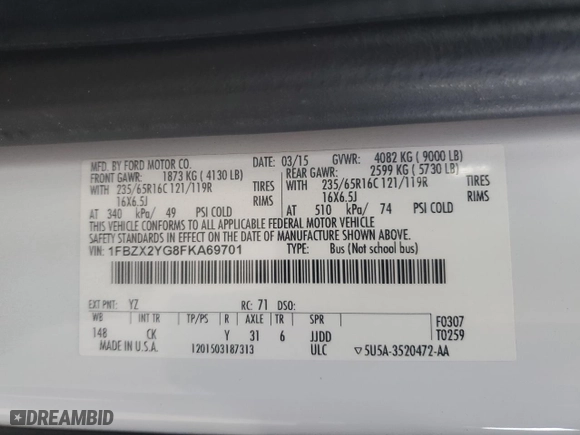 MFD. BY FORD MOTOR CO.
DATE: 03/15 GVWR: 4082 KG ( 9000 LB)
FRONT GAWR: 1873 KG ( 4130 LB) REAR GAWR: 2599 KG ( 5730 LB)
WITH 235/65R16C 121/119R TIRES WITH 235/65R16C 121/119R TIRES
16X6.5J RIMS 16X6.5J RIMS
AT 340 kPa/ 49 PSI COLD AT 510 kPa/ 74 PSI COLD
THIS VEHICLE CONFORMS TO ALL APPLICABLE FEDERAL MOTOR VEHICLE
SAFETY STANDARDS IN EFFECT ON THE DATE OF MANUFACTURE SHOWN ABOVE.
VIN: 1FBZX2YG8FKA69701 TYPE: Bus (Not school bus)
EXT PNT: YZ RC: 71 DSO:
WB INT TR TP/PS R AXLE TR SPR F0307
148 CK Y 31 6 JJDD T0259
MADE IN U.S.A. 1201503187313 ULC ▽5U5A-3520472-AA
DREAMBID